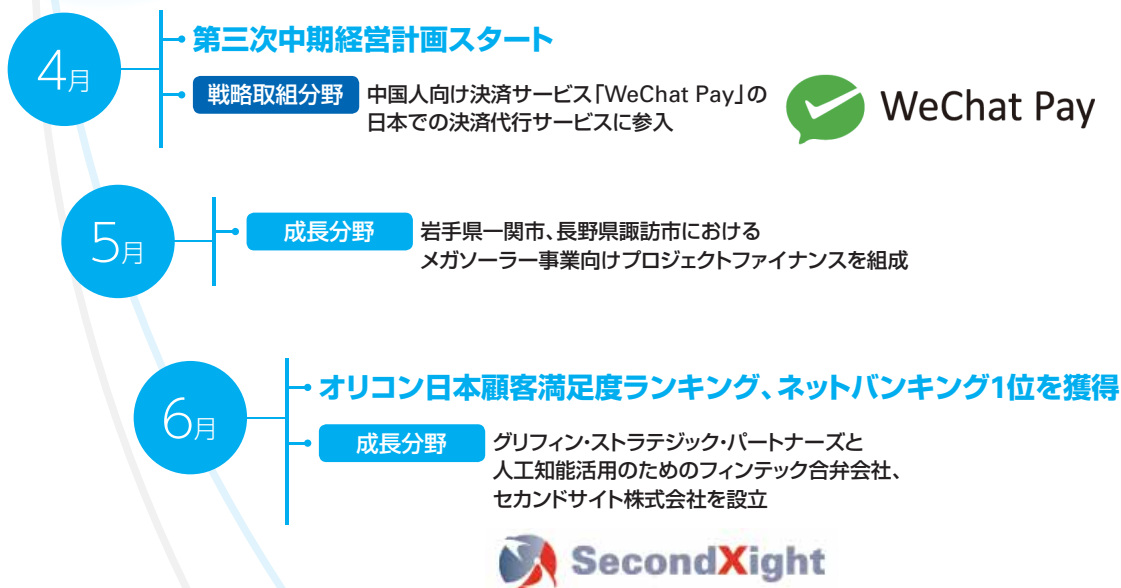 4月
第三次中期経営計画スタート
戦略取組分野
中国人向け決済サービス「WeChat Pay」の
日本での決済代行サービスに参入
WeChat Pay
5月
成長分野
岩手県一関市、長野県諏訪市における
メガソーラー事業向けプロジェクトファイナンスを組成
6月
オリコン日本顧客満足度ランキング、ネットバンキング1位を獲得
成長分野
グリフィン・ストラテジック・パートナーズと
人工知能活用のためのフィンテック合弁会社、
セカンドサイト株式会社を設立
SecondXight